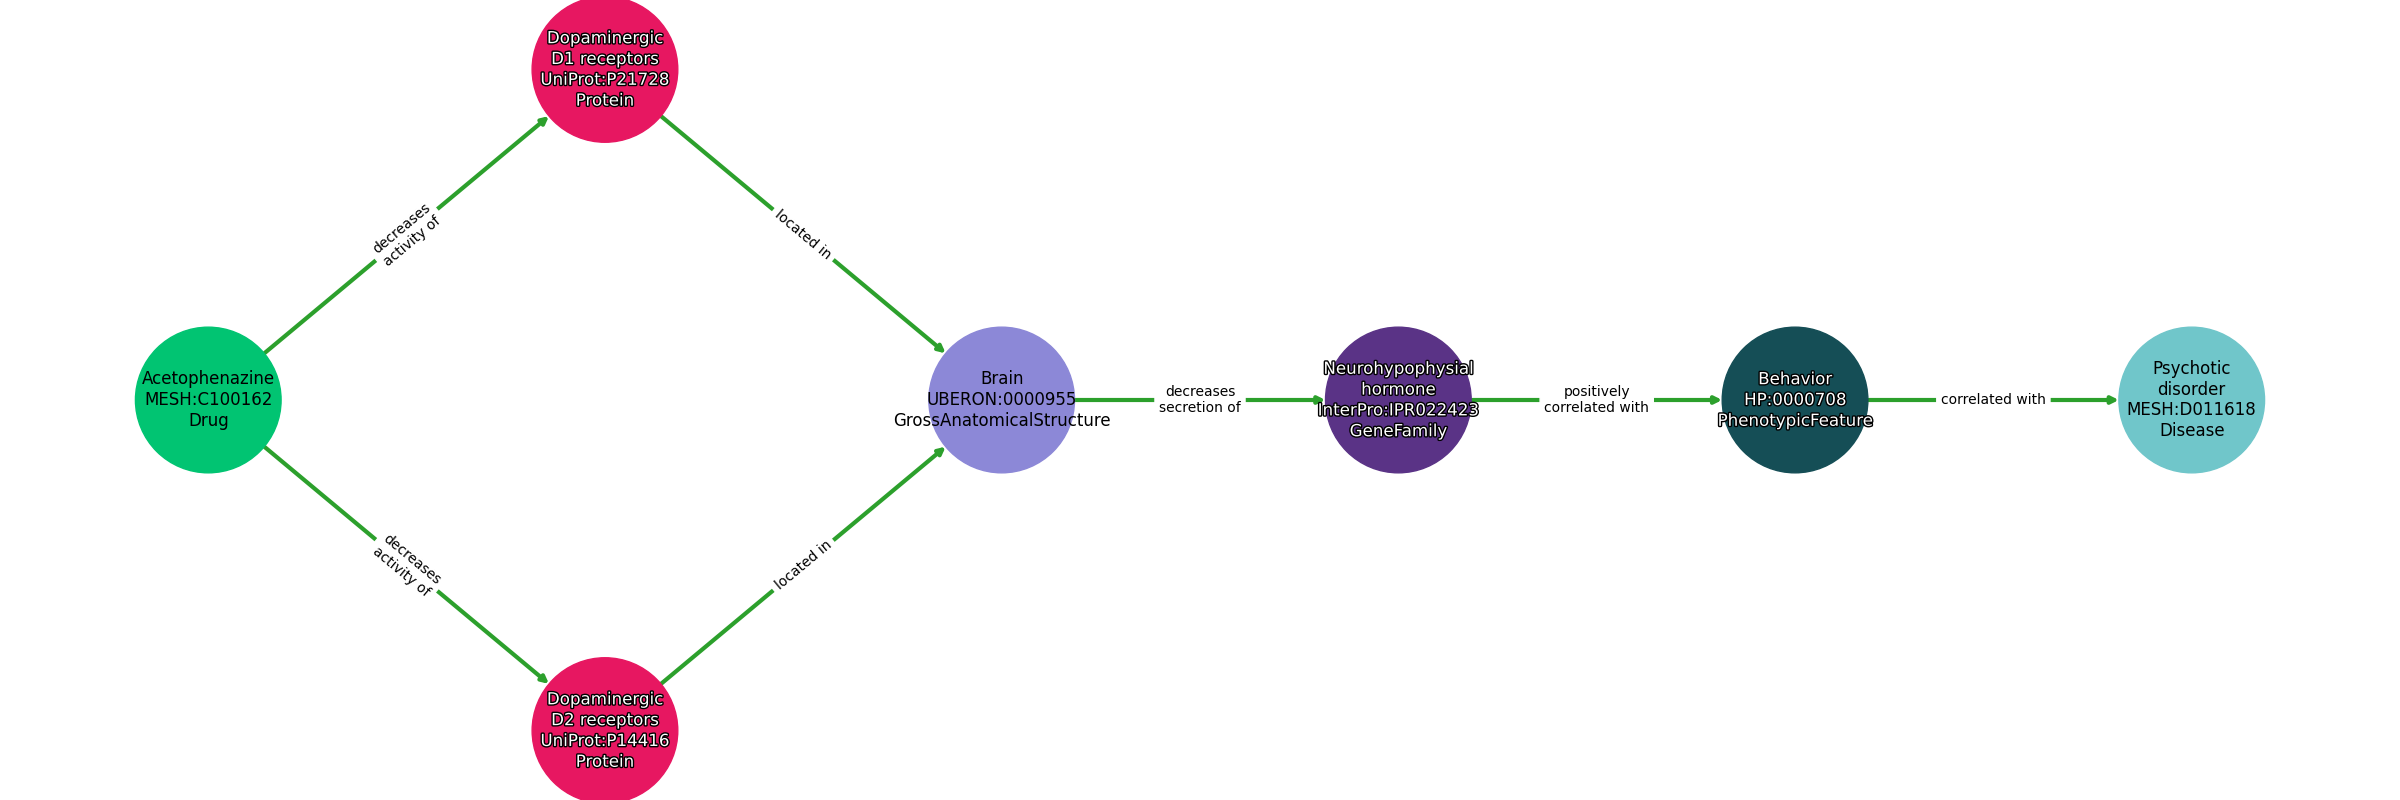 Dopaminergic
D1 receptors
UniProt:P21728
Protein
decreases
activity of
located in
Acetophenazine
MESH:C100162
Drug
Brain
UBERON:0000955
GrossAnatomicalStructure
decreases
secretion of
Neurohypophysial
hormone
InterPro:IPR022423
GeneFamily
positively
correlated with
Behavior
HP:0000708
PhenotypicFeature
correlated with
Psychotic
disorder
MESH:D011618
Disease
decreases
activity of
located in
Dopaminergic
D2 receptors
UniProt:P14416
Protein